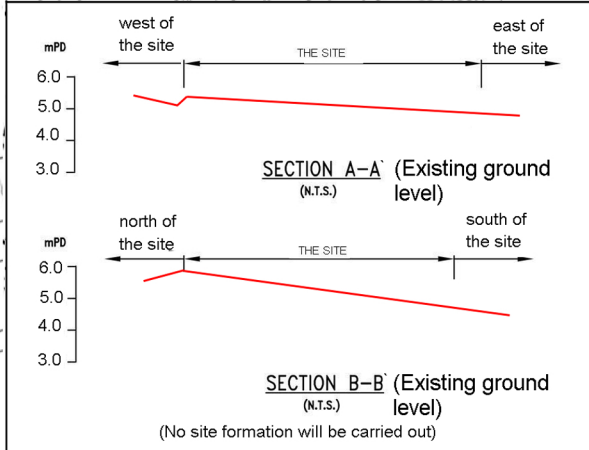 west of
the site
THE SITE
east of
the site
mPD
6.0
5.0
4.0
3.0
SECTION A-A` (Existing ground
level)
(N.T.S.)
north of
the site
THE SITE
south of
the site
mPD
6.0
5.0
4.0
3.0
SECTION B-B` (Existing ground
level)
(N.T.S.)
(No site formation will be carried out)